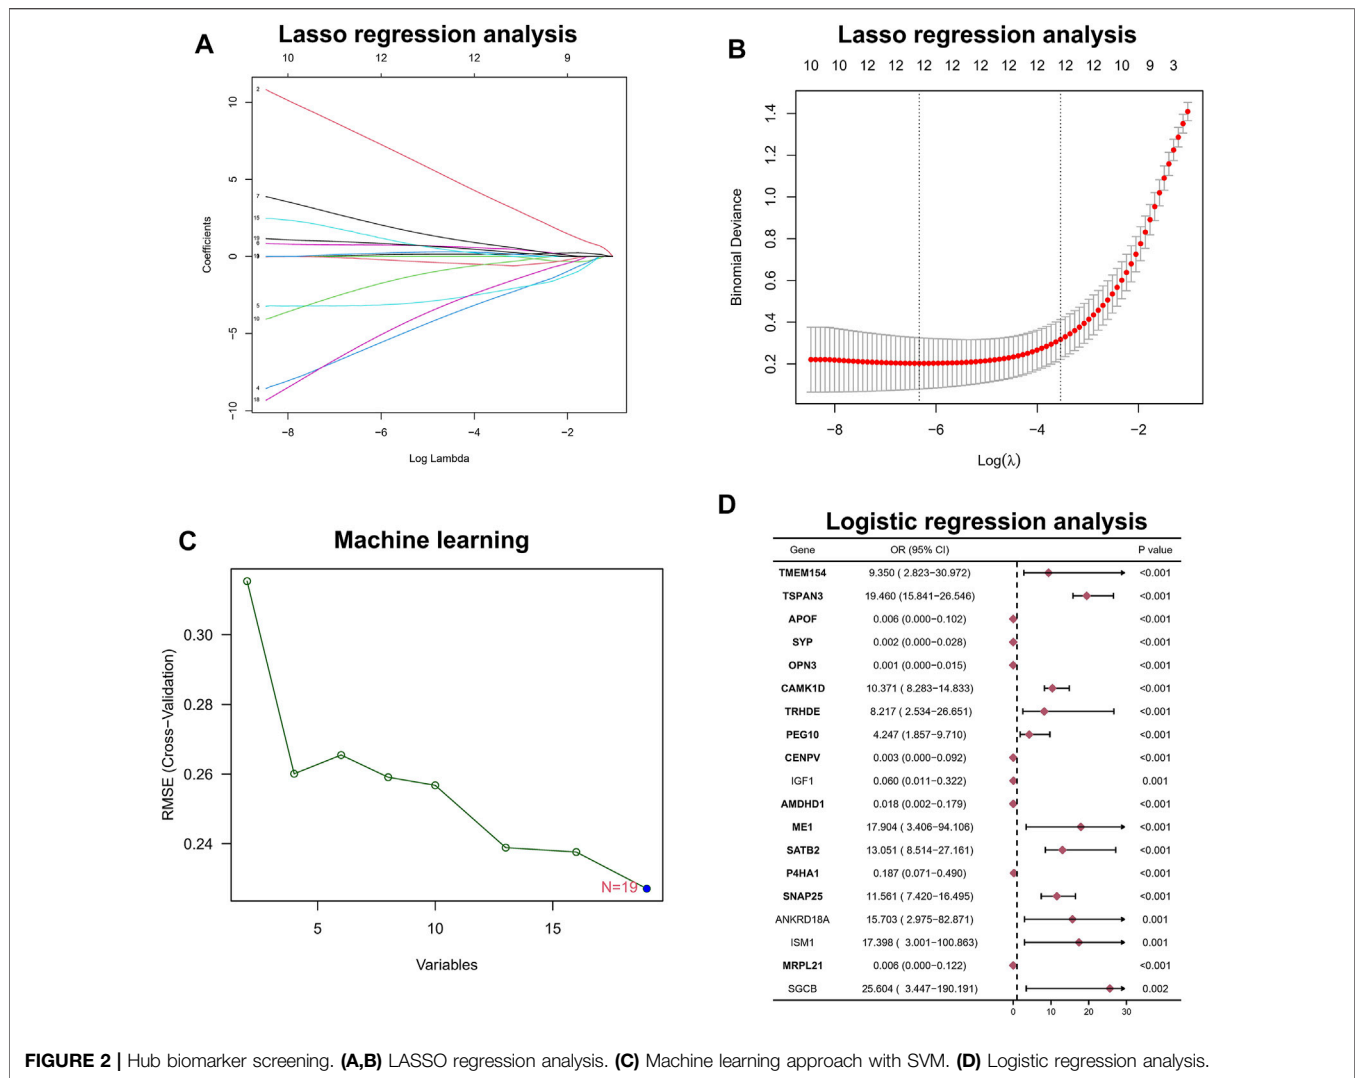 A
Lasso regression analysis
10 12 12 9
10
5
0
−5
−10
Coefficients
2
7
15
6
5
10
4
18
−8 −6 −4 −2
Log Lambda
B
Lasso regression analysis
10 10 12 12 12 12 12 12 12 12 12 10 9 3
1.4
1.2
1.0
0.8
0.6
0.4
0.2
Binomial Deviance
−8 −6 −4 −2
Log(λ)
C
Machine learning
0.30
0.28
0.26
0.24
RMSE (Cross−Validation)
N=19
5 10 15
Variables
D
Logistic regression analysis
Gene OR (95% CI) P value
TMEM154 9.350 ( 2.823−30.972) <0.001
TSPAN3 19.460 (15.841−26.546) <0.001
APOF 0.006 (0.000−0.102) <0.001
SYP 0.002 (0.000−0.028) <0.001
OPN3 0.001 (0.000−0.015) <0.001
CAMK1D 10.371 ( 8.283−14.833) <0.001
TRHDE 8.217 ( 2.534−26.651) <0.001
PEG10 4.247 (1.857−9.710) <0.001
CENPV 0.003 (0.000−0.092) <0.001
IGF1 0.060 (0.011−0.322) 0.001
AMDHD1 0.018 (0.002−0.179) <0.001
ME1 17.904 ( 3.406−94.106) <0.001
SATB2 13.051 ( 8.514−27.161) <0.001
P4HA1 0.187 (0.071−0.490) <0.001
SNAP25 11.561 ( 7.420−16.495) <0.001
ANKRD18A 15.703 ( 2.975−82.871) 0.001
ISM1 17.398 ( 3.001−100.863) 0.001
MRPL21 0.006 (0.000−0.122) <0.001
SGCB 25.604 ( 3.447−190.191) 0.002
0 10 20 30
FIGURE 2 | Hub biomarker screening. (A,B) LASSO regression analysis. (C) Machine learning approach with SVM. (D) Logistic regression analysis.